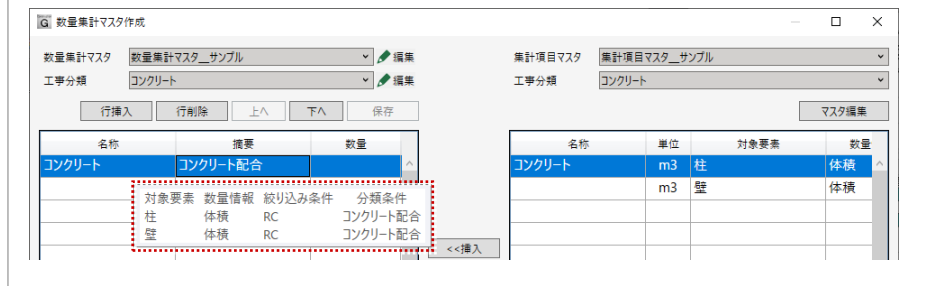 G 数量集計マスタ作成
数量集計マスタ 数量集計マスタ__サンプル 編集 集計項目マスタ 集計項目マスタ__サンプル
工事分類 コンクリート 編集 工事分類 コンクリート
行挿入 行削除 上へ 下へ 保存 マスタ編集
名称 摘要 数量 名称 単位 対象要素 数量
コンクリート コンクリート配合 コンクリート m3 柱 体積
m3 壁 体積
対象要素 数量情報 絞り込み条件 分類条件
柱 体積 RC コンクリート配合
壁 体積 RC コンクリート配合
<<挿入